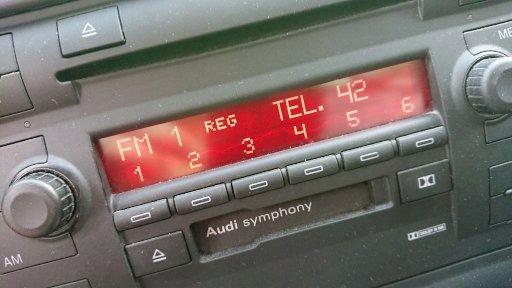 FM 1 REG TEL. 42
1 2 3 4 5 6
Audi symphony
AM